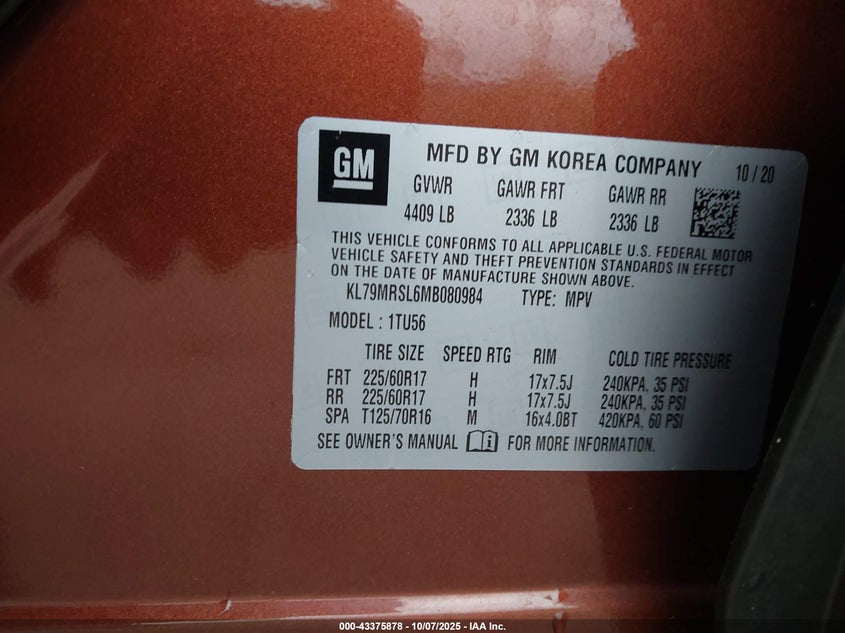 GM
MFD BY GM KOREA COMPANY 10 / 20
GVWR GAWR FRT GAWR RR
4409 LB 2336 LB 2336 LB
THIS VEHICLE CONFORMS TO ALL APPLICABLE U.S. FEDERAL MOTOR
VEHICLE SAFETY AND THEFT PREVENTION STANDARDS IN EFFECT
ON THE DATE OF MANUFACTURE SHOWN ABOVE.
KL79MRSL6MB080984 TYPE: MPV
MODEL : 1TU56
TIRE SIZE SPEED RTG RIM COLD TIRE PRESSURE
FRT 225/60R17 H 17x7.5J 240KPA, 35 PSI
RR 225/60R17 H 17x7.5J 240KPA, 35 PSI
SPA T125/70R16 M 16x4.0BT 420KPA, 60 PSI
SEE OWNER'S MANUAL FOR MORE INFORMATION.
000-43375878 - 10/07/2025 - IAA Inc.